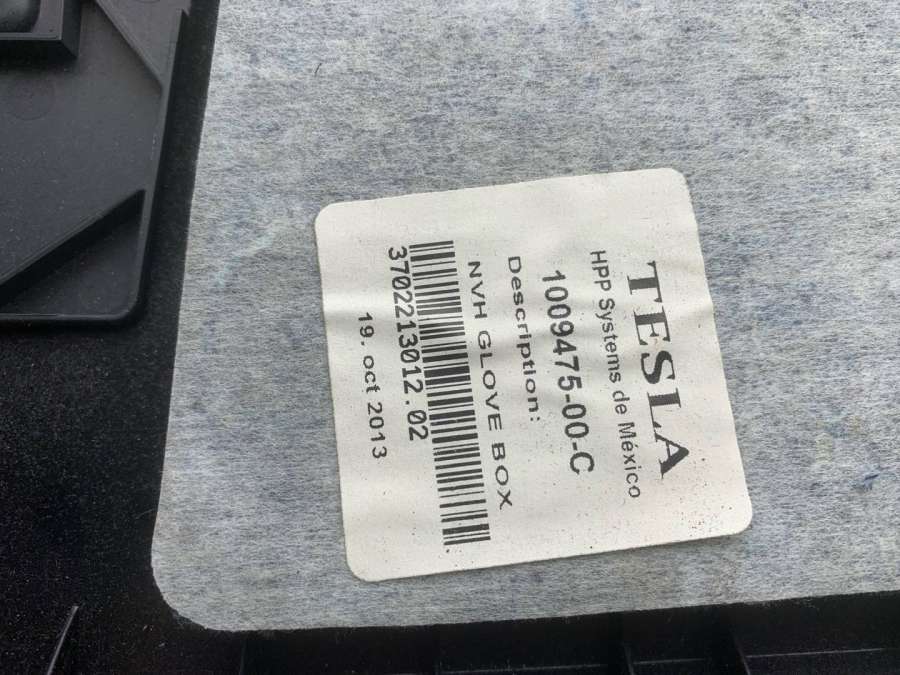 TESLA
HPP Systems de México
1009475-00-C
Description:
NVH GLOVE BOX
3702213012.02
19. oct 2013